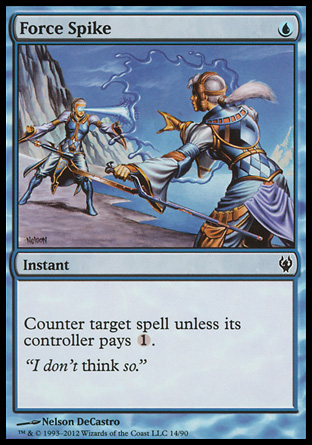 Force Spike
NELSON
Instant
Counter target spell unless its
controller pays 1.
"I don't think so."
Nelson DeCastro
™ & © 1993–2012 Wizards of the Coast LLC 14/90